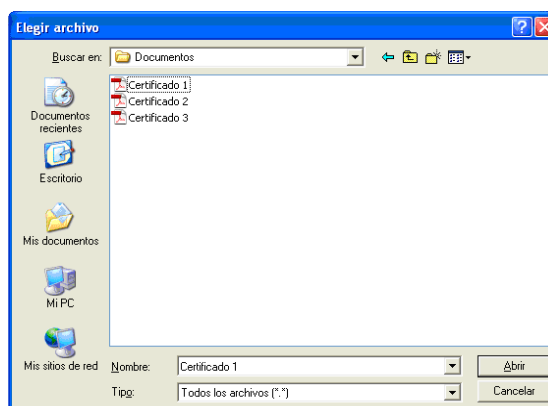 Elegir archivo
Buscar en: Documentos
Certificado 1
Certificado 2
Certificado 3
Documentos
recientes
Escritorio
Mis documentos
Mi PC
Mis sitios de red
Nombre: Certificado 1 Abrir
Tipo: Todos los archivos (*.*) Cancelar